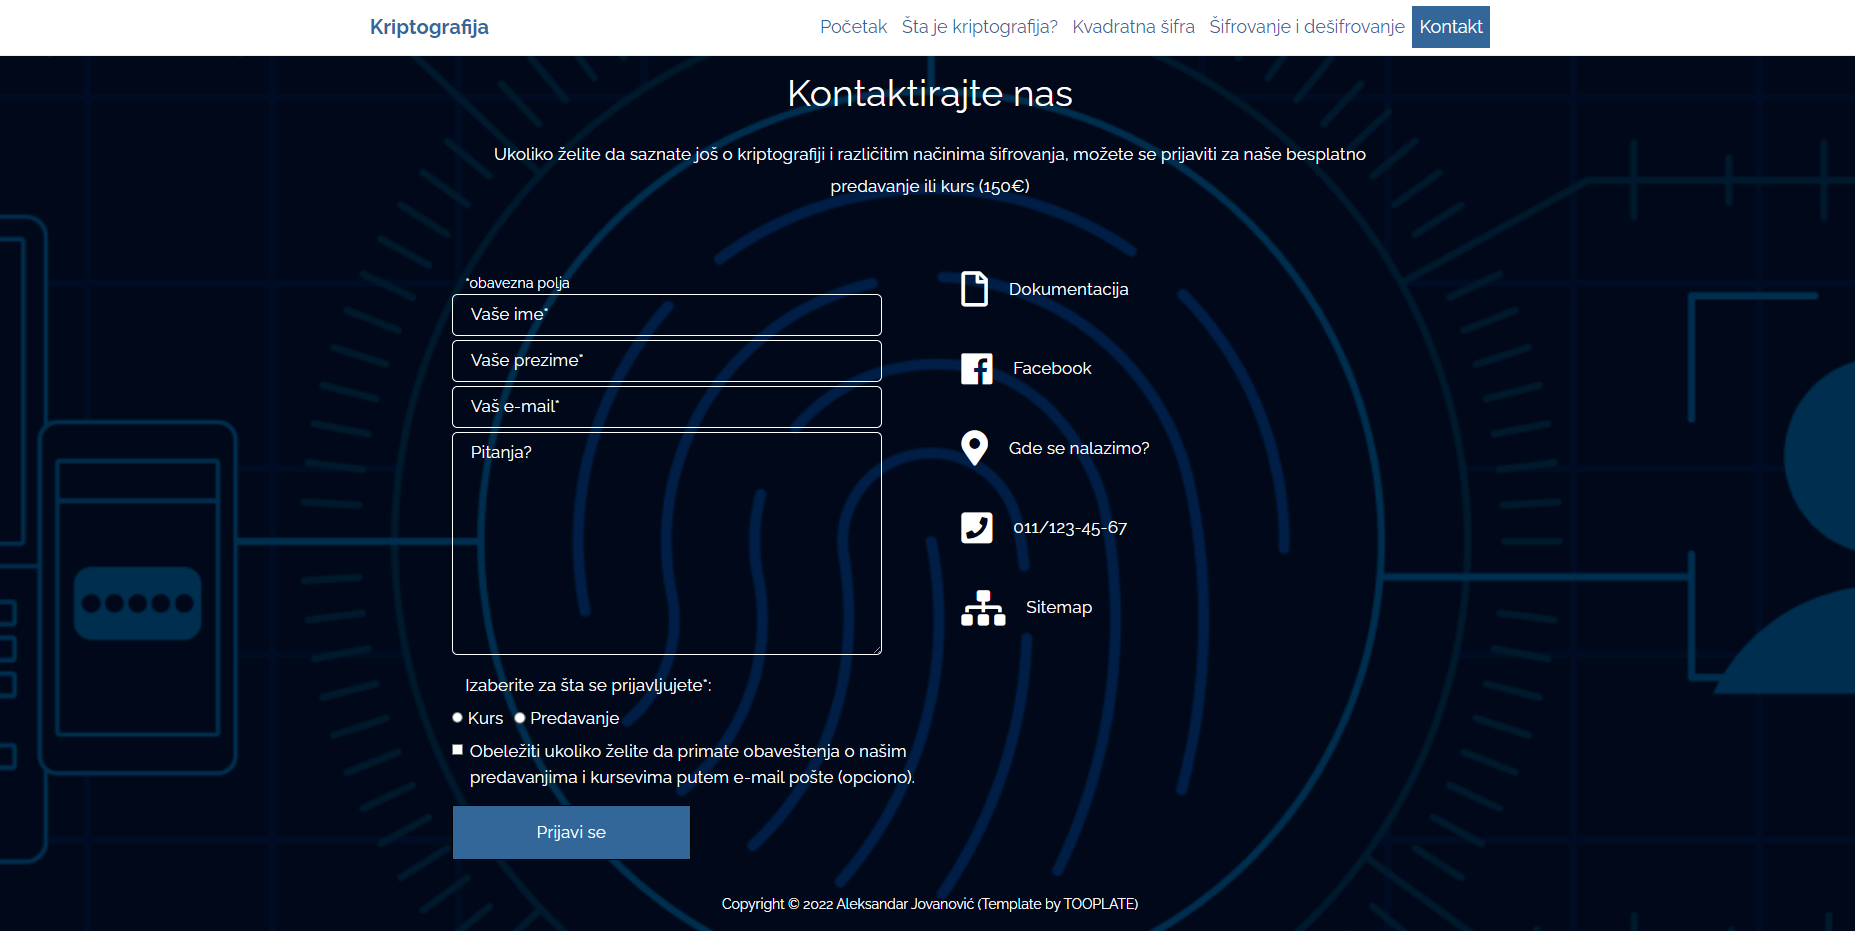 Kriptografija
Početak Šta je kriptografija? Kvadratna šifra Šifrovanje i dešifrovanje Kontakt
Kontaktirajte nas
Ukoliko želite da saznate još o kriptografiji i različitim načinima šifrovanja, možete se prijaviti za naše besplatno
predavanje ili kurs (150€)
*obavezna polja
Vaše ime*
Vaše prezime*
Vaš e-mail*
Pitanja?
Izaberite za šta se prijavljujete*:
Kurs Predavanje
Obeležiti ukoliko želite da primate obaveštenja o našim
predavanjima i kursevima putem e-mail pošte (opciono).
Prijavi se
Dokumentacija
Facebook
Gde se nalazimo?
011/123-45-67
Sitemap
Copyright © 2022 Aleksandar Jovanović (Template by TOOPLATE)